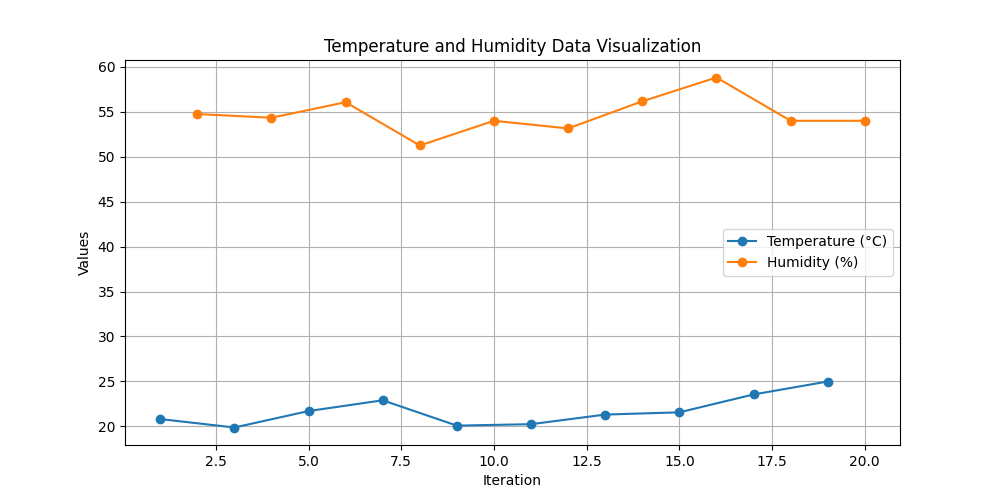 Temperature and Humidity Data Visualization
60
55
50
45
40
35
30
25
20
Values
Temperature (°C)
Humidity (%)
2.5 5.0 7.5 10.0 12.5 15.0 17.5 20.0
Iteration